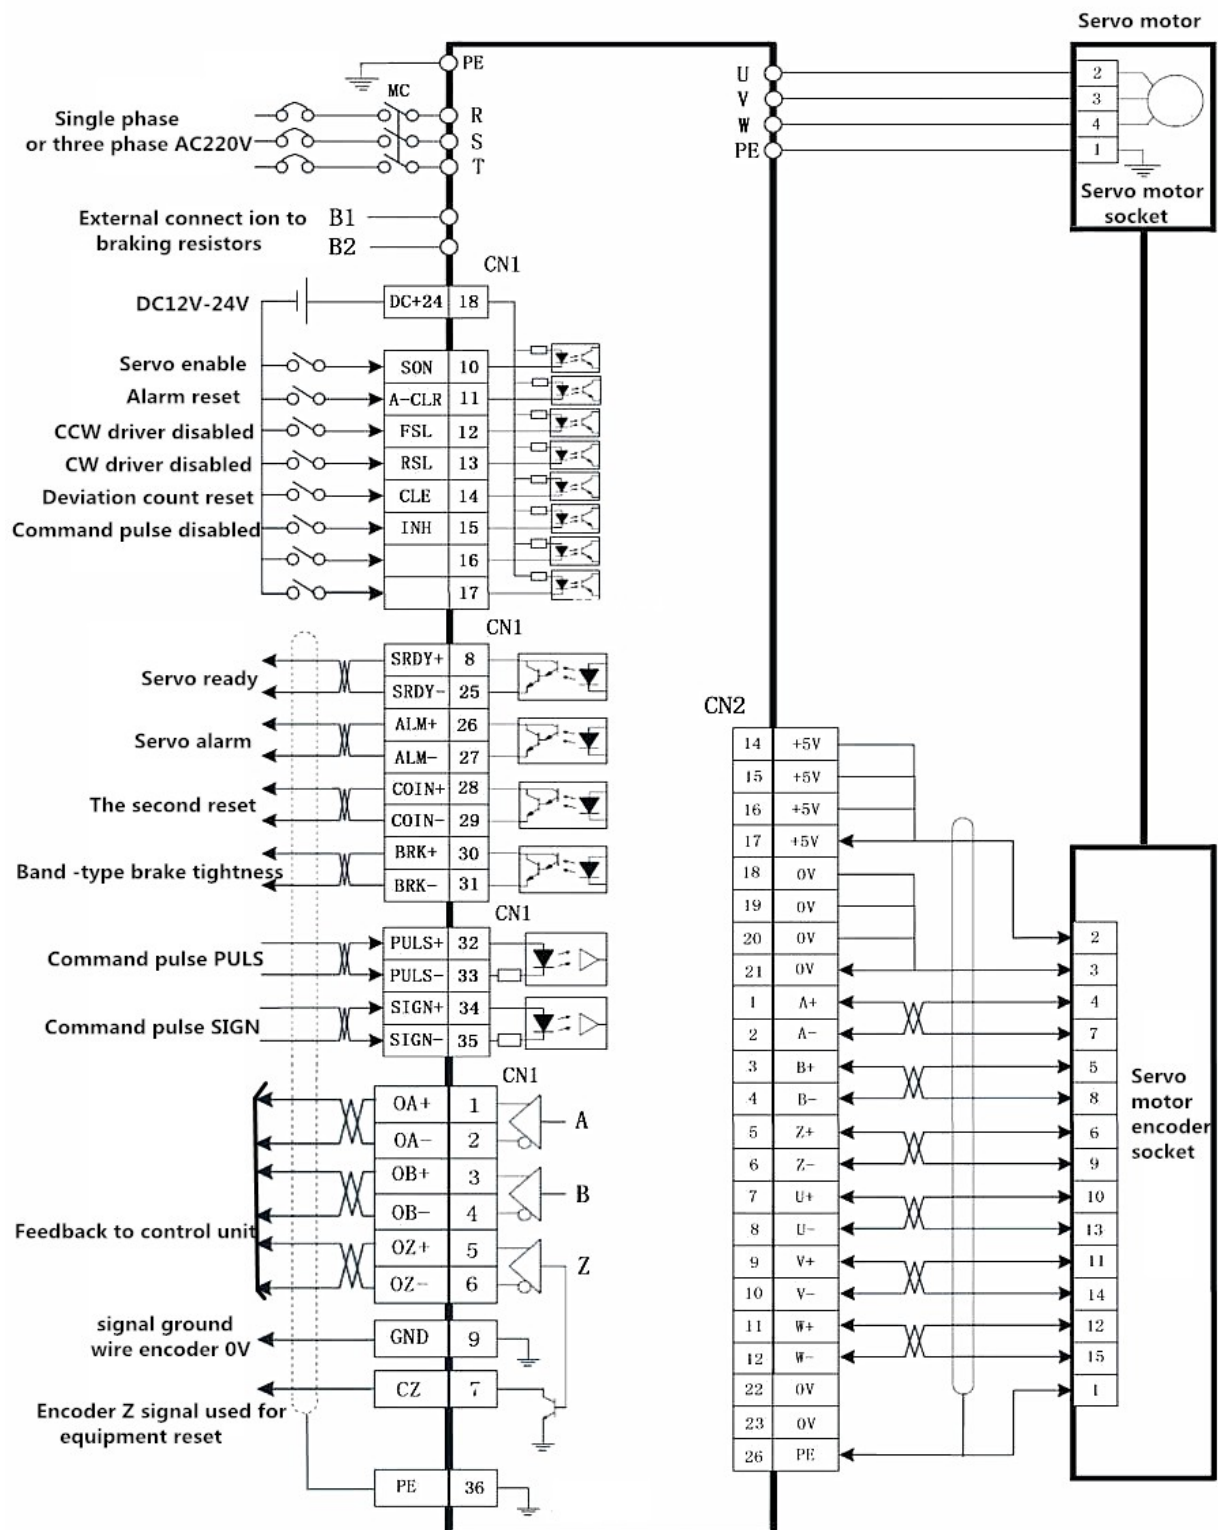 Servo motor
PE
MC
Single phase
or three phase AC220V
R
S
T
External connect ion to
braking resistors
B1
B2
CN1
DC12V-24V
DC+24 18
Servo enable SON 10
Alarm reset A-CLR 11
CCW driver disabled FSL 12
CW driver disabled RSL 13
Deviation count reset CLE 14
Command pulse disabled INH 15
16
17
CN1
Servo ready
SRDY+ 8
SRDY- 25
Servo alarm
ALM+ 26
ALM- 27
The second reset
COIN+ 28
COIN- 29
Band -type brake tightness
BRK+ 30
BRK- 31
CN1
Command pulse PULS
PULS+ 32
PULS- 33
Command pulse SIGN
SIGN+ 34
SIGN- 35
CN1
OA+ 1
OA- 2
A
OB+ 3
OB- 4
B
Feedback to control unit
OZ+ 5
OZ- 6
Z
signal ground
wire encoder 0V
GND 9
CZ 7
Encoder Z signal used for
equipment reset
PE 36
U 2
V 3
W 4
PE 1
Servo motor
socket
CN2
14 +5V
15 +5V
16 +5V
17 +5V
18 0V
19 0V
20 0V
21 0V
1 A+
2 A-
3 B+
4 B-
5 Z+
6 Z-
7 U+
8 U-
9 V+
10 V-
11 W+
12 W-
22 0V
23 0V
26 PE
2
3
4
7
5
8
6
9
10
13
11
14
12
15
1
Servo
motor
encoder
socket